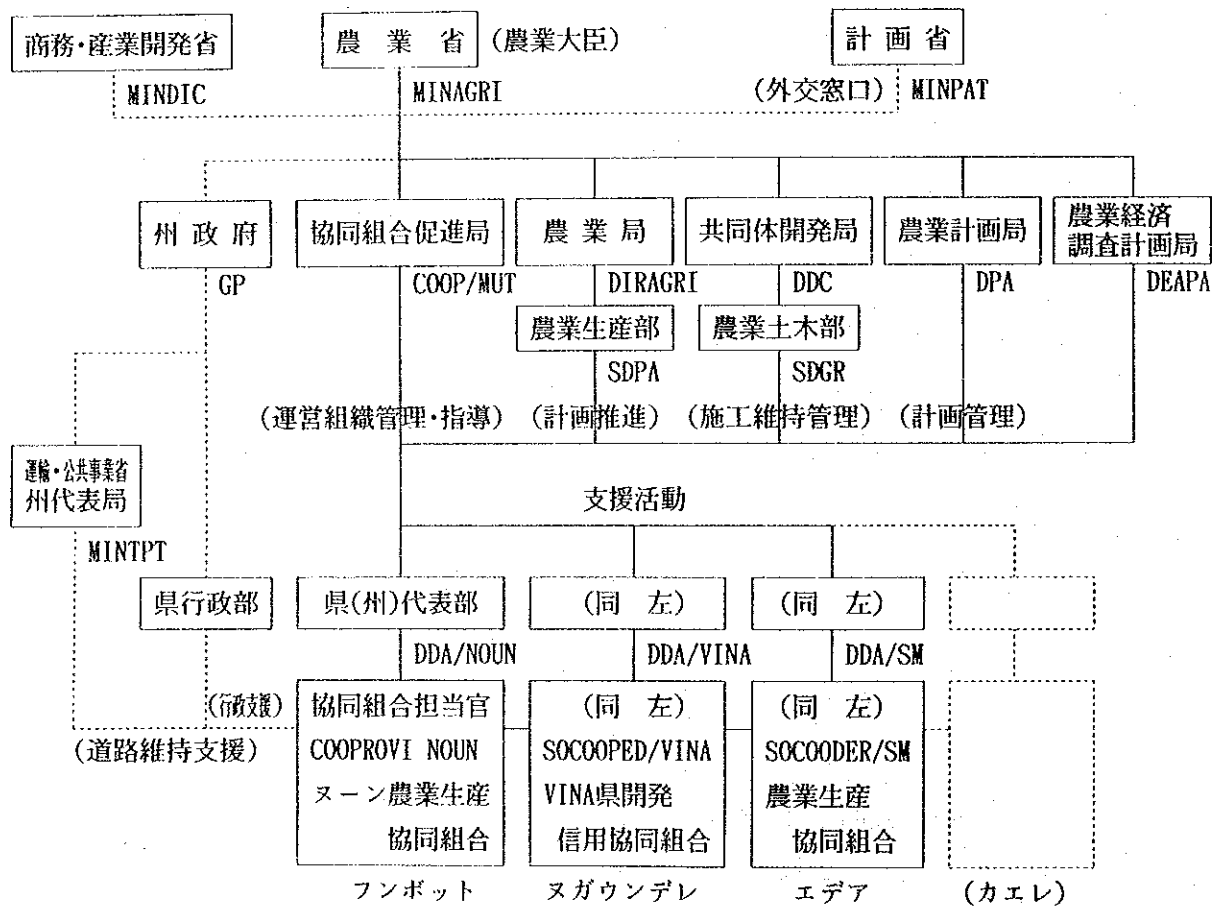 商務・産業開発省
農業省 (農業大臣)
計画省
MINDIC
MINAGRI
(外交窓口) MINPAT
州政府
協同組合促進局
農業局
共同体開発局
農業計画局
農業経済
調査計画局
GP
COOP/MUT
DIRAGRI
DDC
DPA
DEAPA
農業生産部
農業土木部
SDPA
SDGR
(運営組織管理・指導)
(計画推進)
(施工維持管理)
(計画管理)
運輸・公共事業省
州代表局
MINTPT
支援活動
県行政部
県(州)代表部
(同 左)
(同 左)
DDA/NOUN
DDA/VINA
DDA/SM
(行政支援)
(道路維持支援)
協同組合担当官
COOPROVI NOUN
ヌーン農業生産
協同組合
(同 左)
SOCOOPED/VINA
VINA県開発
信用協同組合
(同 左)
SOCOODER/SM
農業生産
協同組合
フンボット
ヌガウンデレ
エデア
(カエレ)